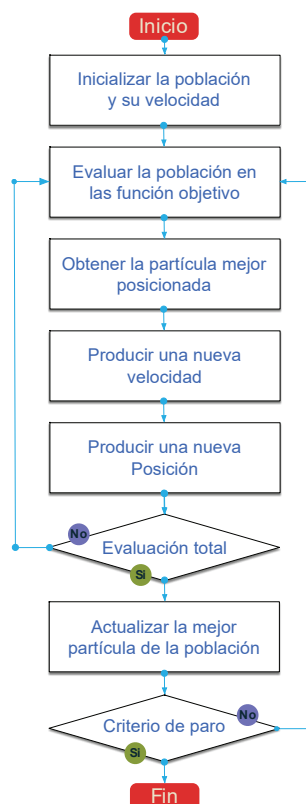 Inicio
Inicializar la población
y su velocidad
Evaluar la población en
las función objetivo
Obtener la partícula mejor
posicionada
Producir una nueva
velocidad
Producir una nueva
Posición
No
Evaluación total
Si
Actualizar la mejor
partícula de la población
No
Criterio de paro
Si
Fin